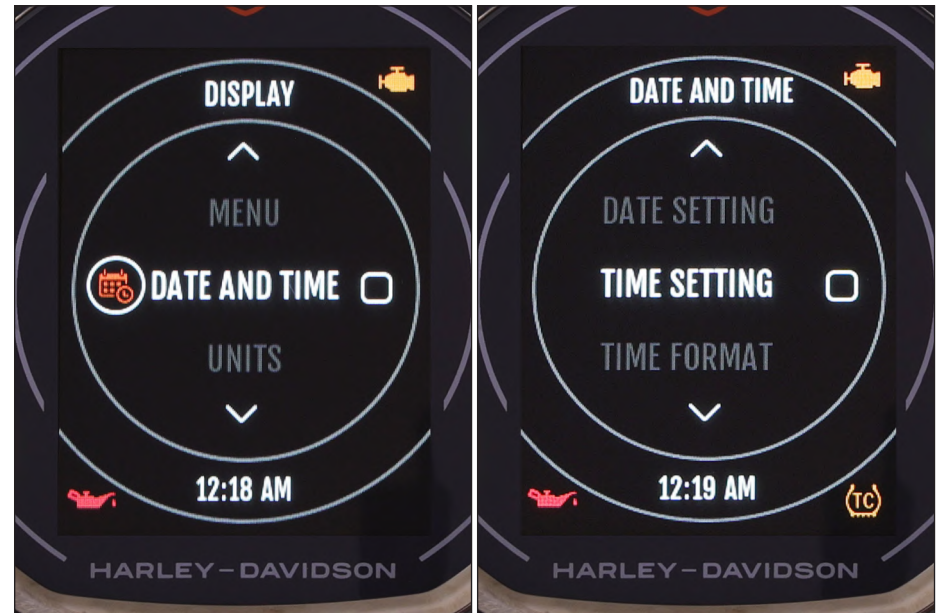 DISPLAY
MENU
DATE AND TIME
UNITS
12:18 AM
HARLEY-DAVIDSON
DATE AND TIME
DATE SETTING
TIME SETTING
TIME FORMAT
12:19 AM
TC
HARLEY-DAVIDSON